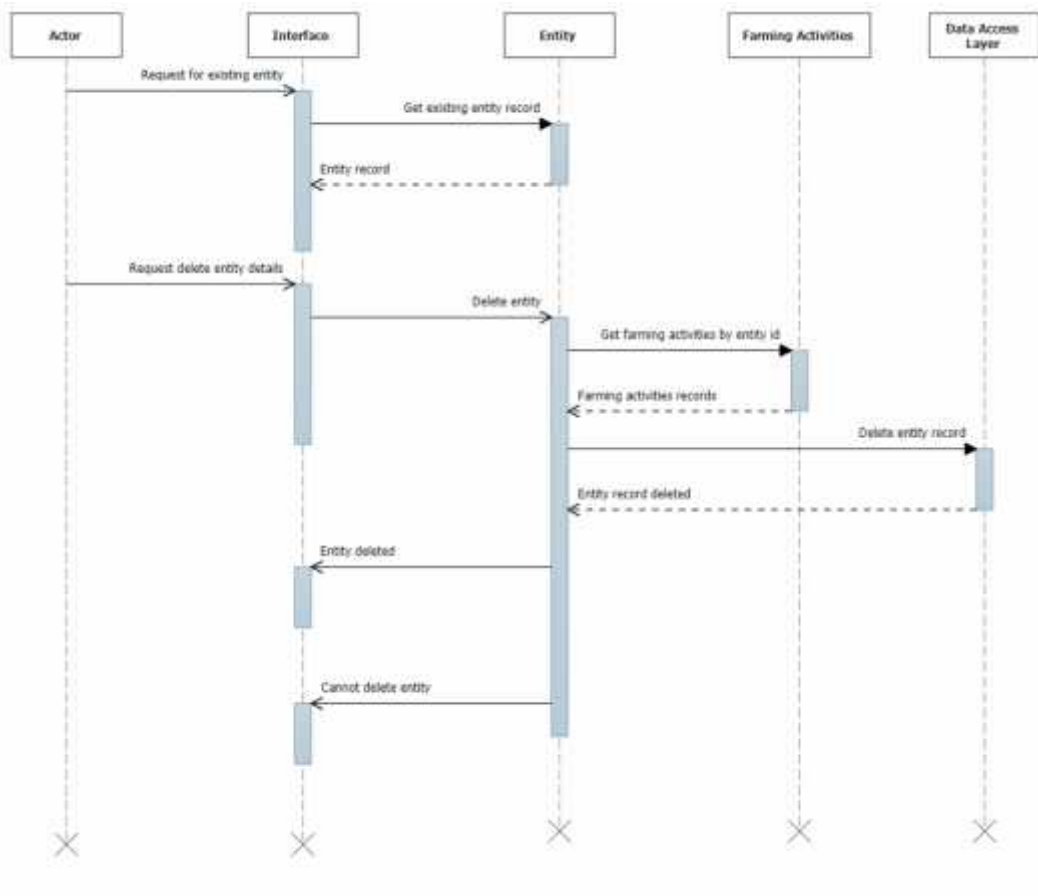 Actor
Interface
Entity
Farming Activities
Data Access
Layer
Request for existing entity
Get existing entity record
Entity record
Request delete entity details
Delete entity
Get farming activities by entity id
Farming activities records
Delete entity record
Entity record deleted
Entity deleted
Cannot delete entity